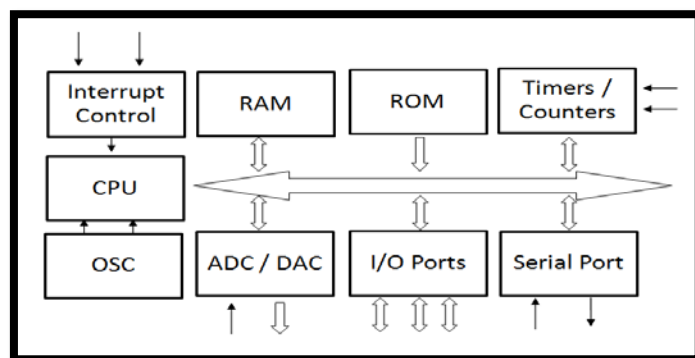 Interrupt
Control
RAM
ROM
Timers /
Counters
CPU
OSC
ADC / DAC
I/O Ports
Serial Port